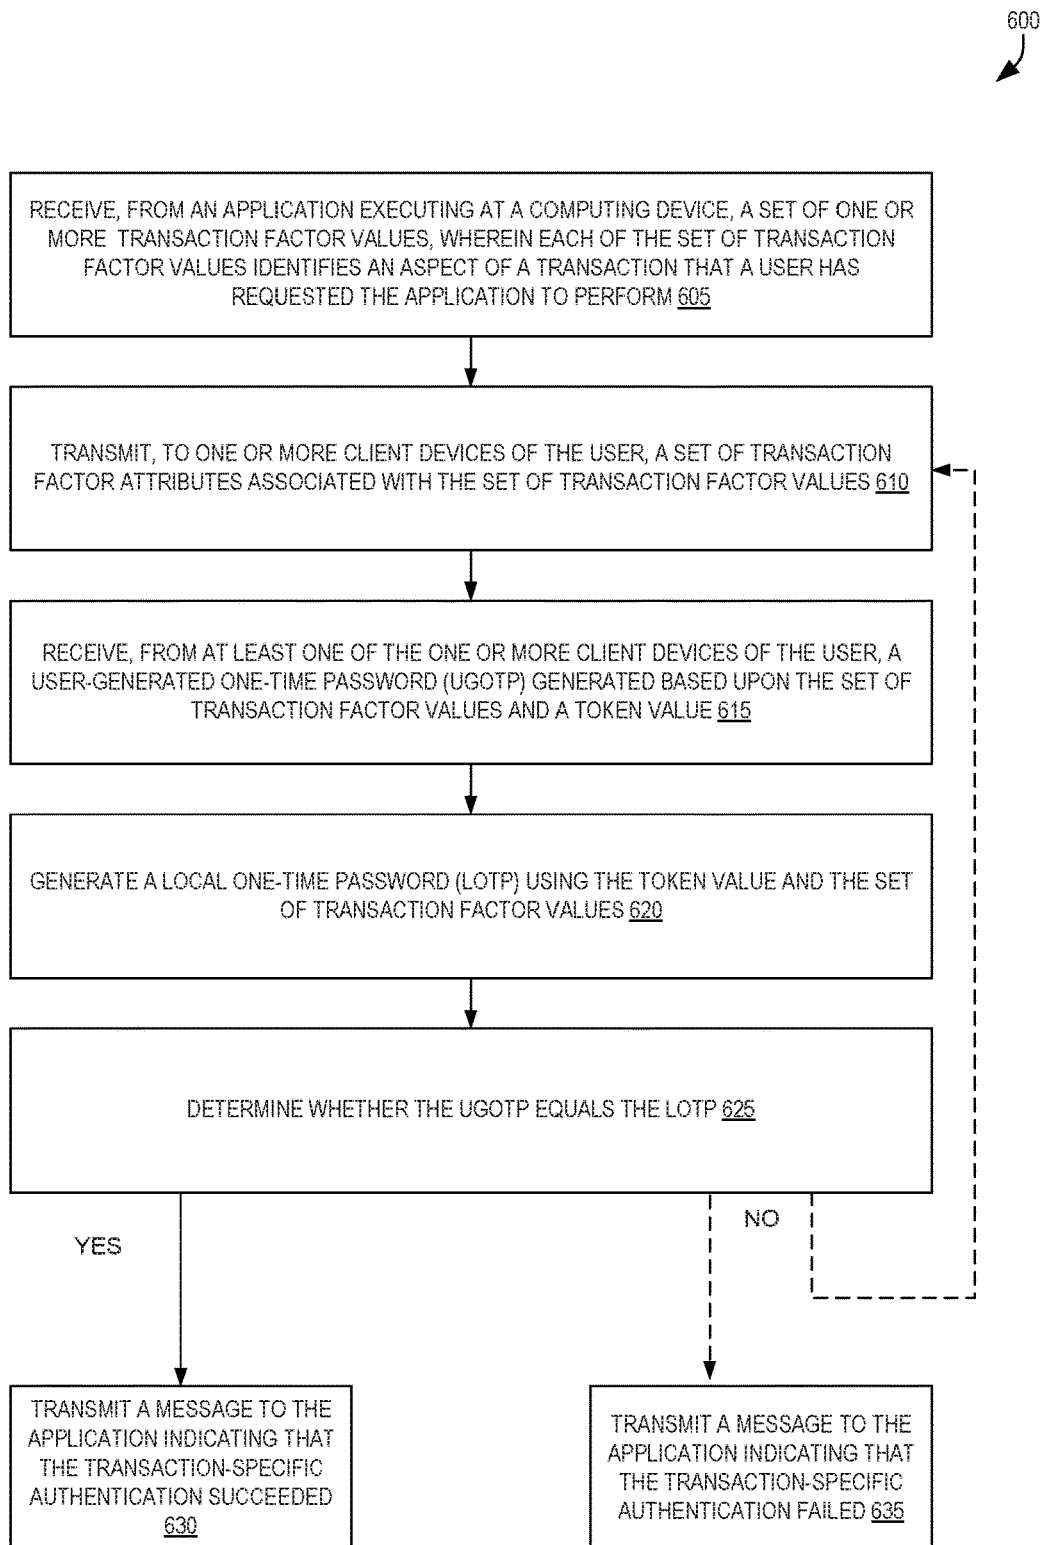 600
RECEIVE, FROM AN APPLICATION EXECUTING AT A COMPUTING DEVICE, A SET OF ONE OR
MORE TRANSACTION FACTOR VALUES, WHEREIN EACH OF THE SET OF TRANSACTION
FACTOR VALUES IDENTIFIES AN ASPECT OF A TRANSACTION THAT A USER HAS
REQUESTED THE APPLICATION TO PERFORM 605
TRANSMIT, TO ONE OR MORE CLIENT DEVICES OF THE USER, A SET OF TRANSACTION
FACTOR ATTRIBUTES ASSOCIATED WITH THE SET OF TRANSACTION FACTOR VALUES 610
RECEIVE, FROM AT LEAST ONE OF THE ONE OR MORE CLIENT DEVICES OF THE USER, A
USER-GENERATED ONE-TIME PASSWORD (UGOTP) GENERATED BASED UPON THE SET OF
TRANSACTION FACTOR VALUES AND A TOKEN VALUE 615
GENERATE A LOCAL ONE-TIME PASSWORD (LOTP) USING THE TOKEN VALUE AND THE SET
OF TRANSACTION FACTOR VALUES 620
DETERMINE WHETHER THE UGOTP EQUALS THE LOTP 625
YES
NO
TRANSMIT A MESSAGE TO THE
APPLICATION INDICATING THAT
THE TRANSACTION-SPECIFIC
AUTHENTICATION SUCCEEDED
630
TRANSMIT A MESSAGE TO THE
APPLICATION INDICATING THAT
THE TRANSACTION-SPECIFIC
AUTHENTICATION FAILED 635